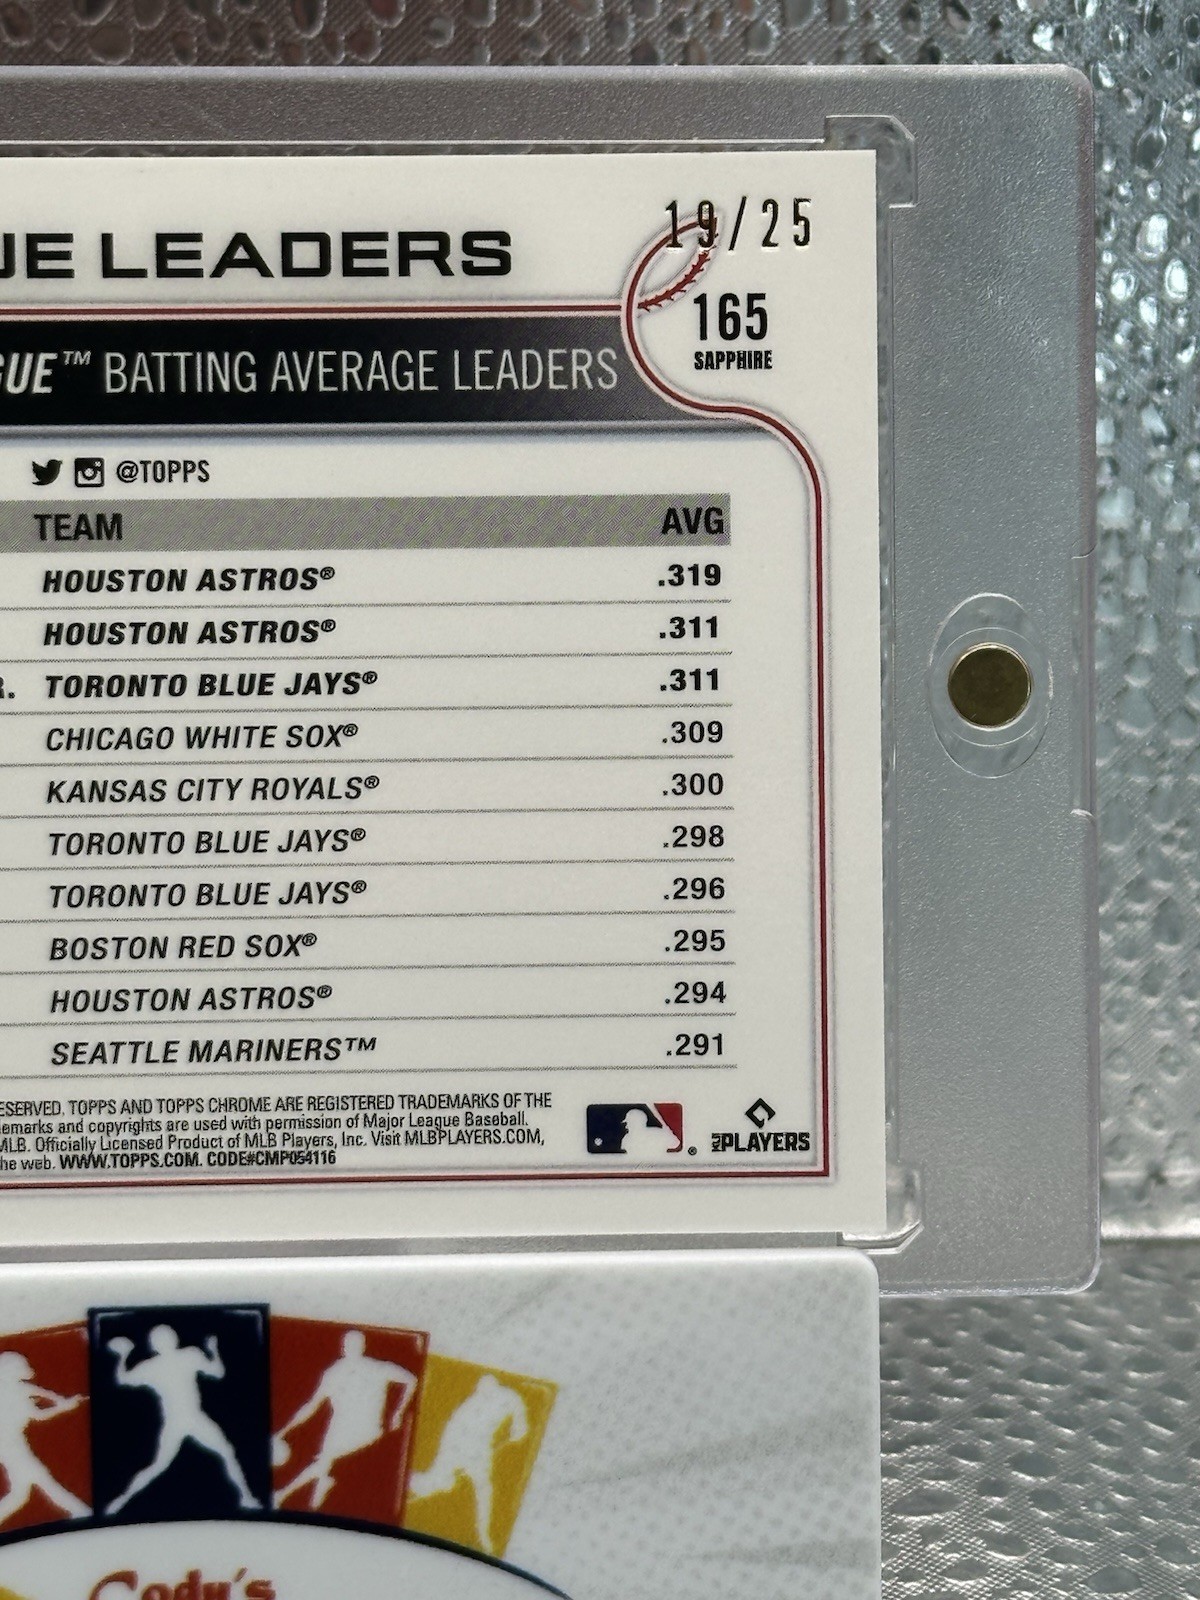 19/25
UE LEADERS
165
SAPPHIRE
GUE™ BATTING AVERAGE LEADERS
@TOPPS
TEAM AVG
HOUSTON ASTROS® .319
HOUSTON ASTROS® .311
R. TORONTO BLUE JAYS® .311
CHICAGO WHITE SOX® .309
KANSAS CITY ROYALS® .300
TORONTO BLUE JAYS® .298
TORONTO BLUE JAYS® .296
BOSTON RED SOX® .295
HOUSTON ASTROS® .294
SEATTLE MARINERS™ .291
ESERVED. TOPPS AND TOPPS CHROME ARE REGISTERED TRADEMARKS OF THE
emarks and copyrights are used with permission of Major League Baseball.
MLB. Officially Licensed Product of MLB Players, Inc. Visit MLBPLAYERS.COM,
he web. WWW.TOPPS.COM. CODE#CMP054116
MLB PLAYERS
Cody's